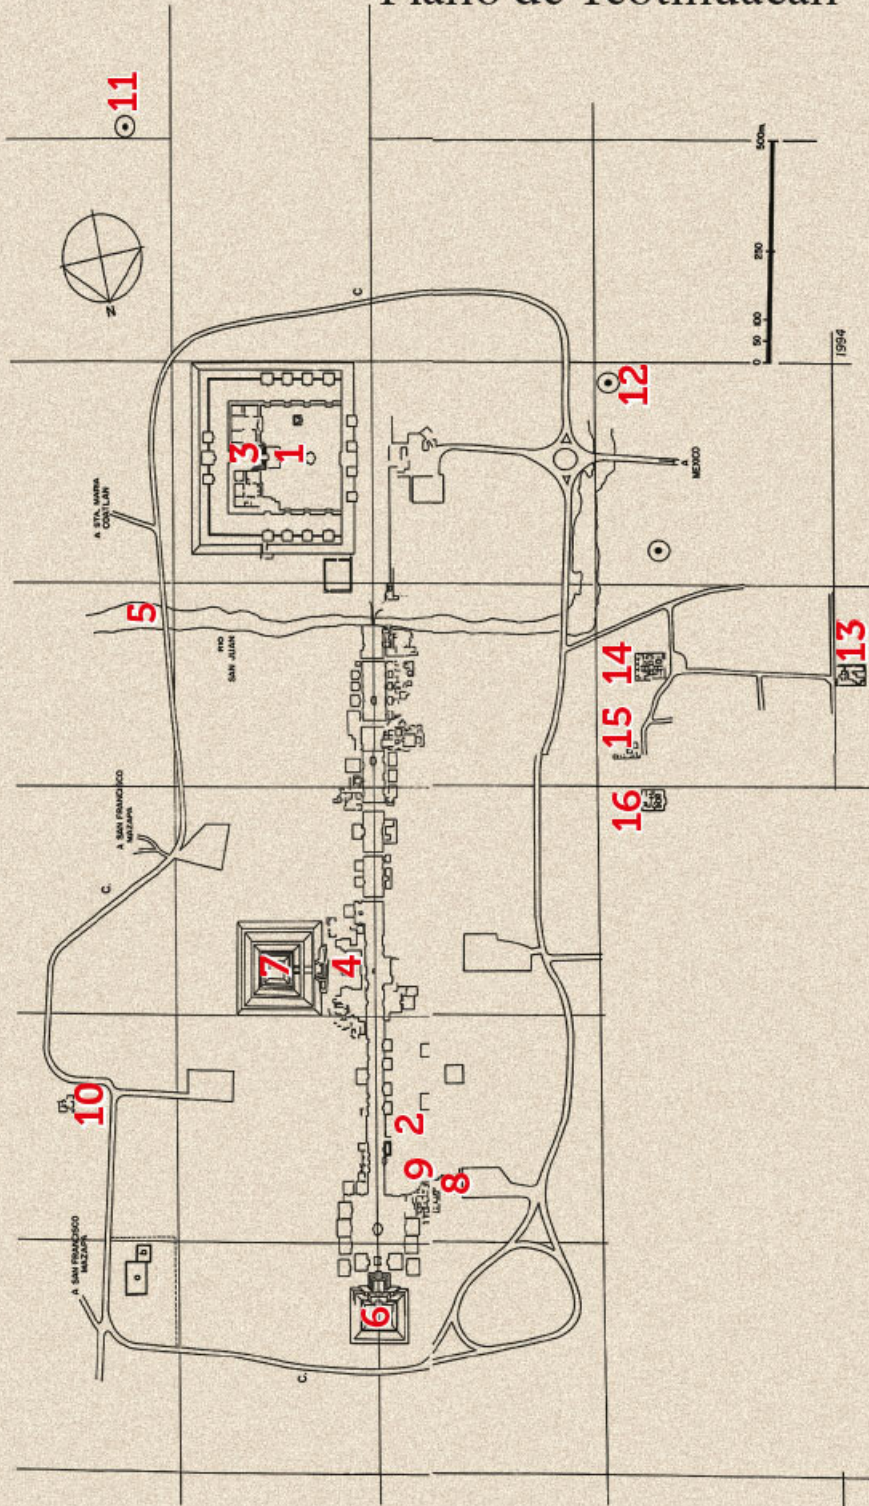 Plano de Teotihuacan
11
N
C
500m.
250
100
50
0
1994
12
3
1
A
MEXICO
A STA. MARIA
COATLAN
5
RIO
SAN JUAN
14
13
15
16
A SAN FRANCISCO
MAZAPA
C.
7
4
10
2
9
8
A SAN FRANCISCO
MAZAPA
6
C.